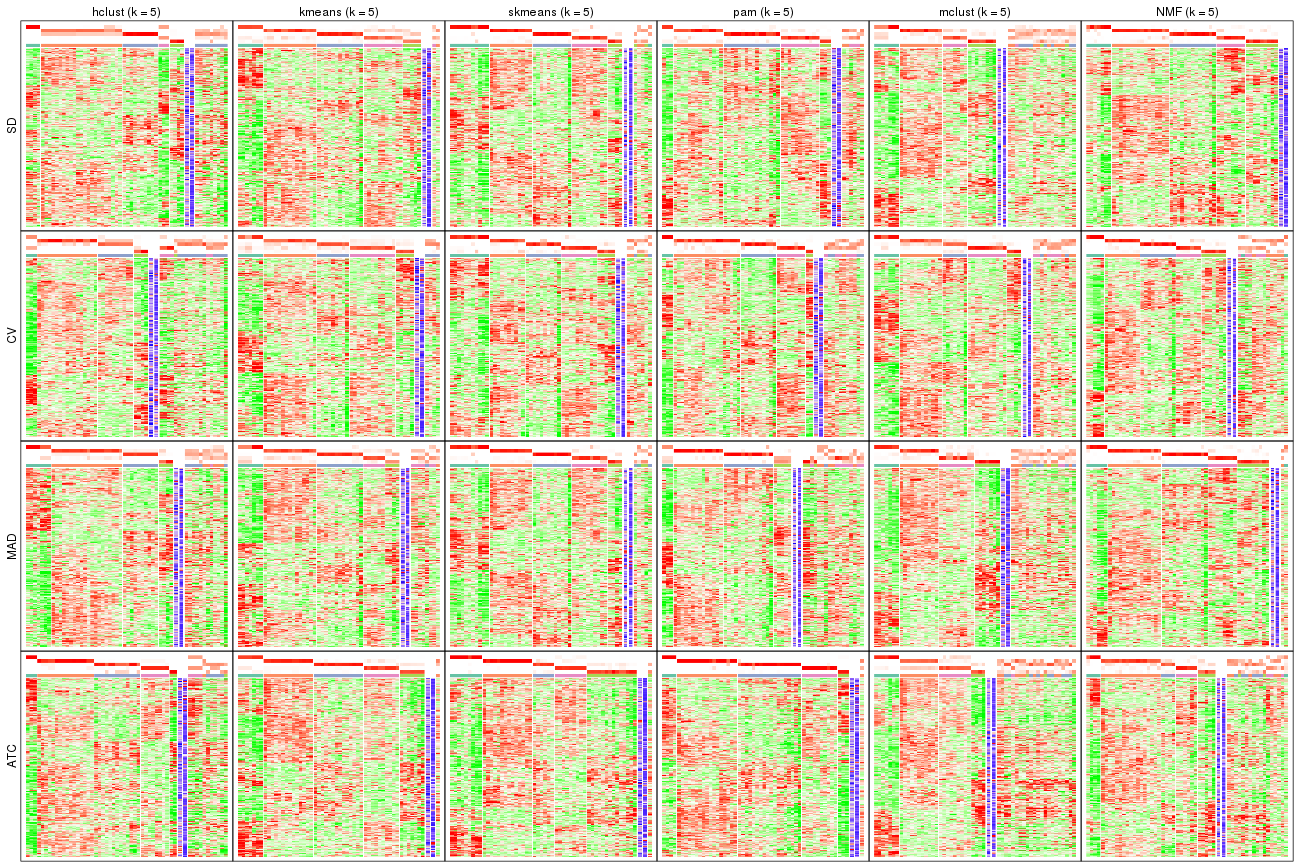 hclust (k = 5) kmeans (k = 5) skmeans (k = 5) pam (k = 5) mclust (k = 5) NMF (k = 5)
SD
CV
MAD
ATC